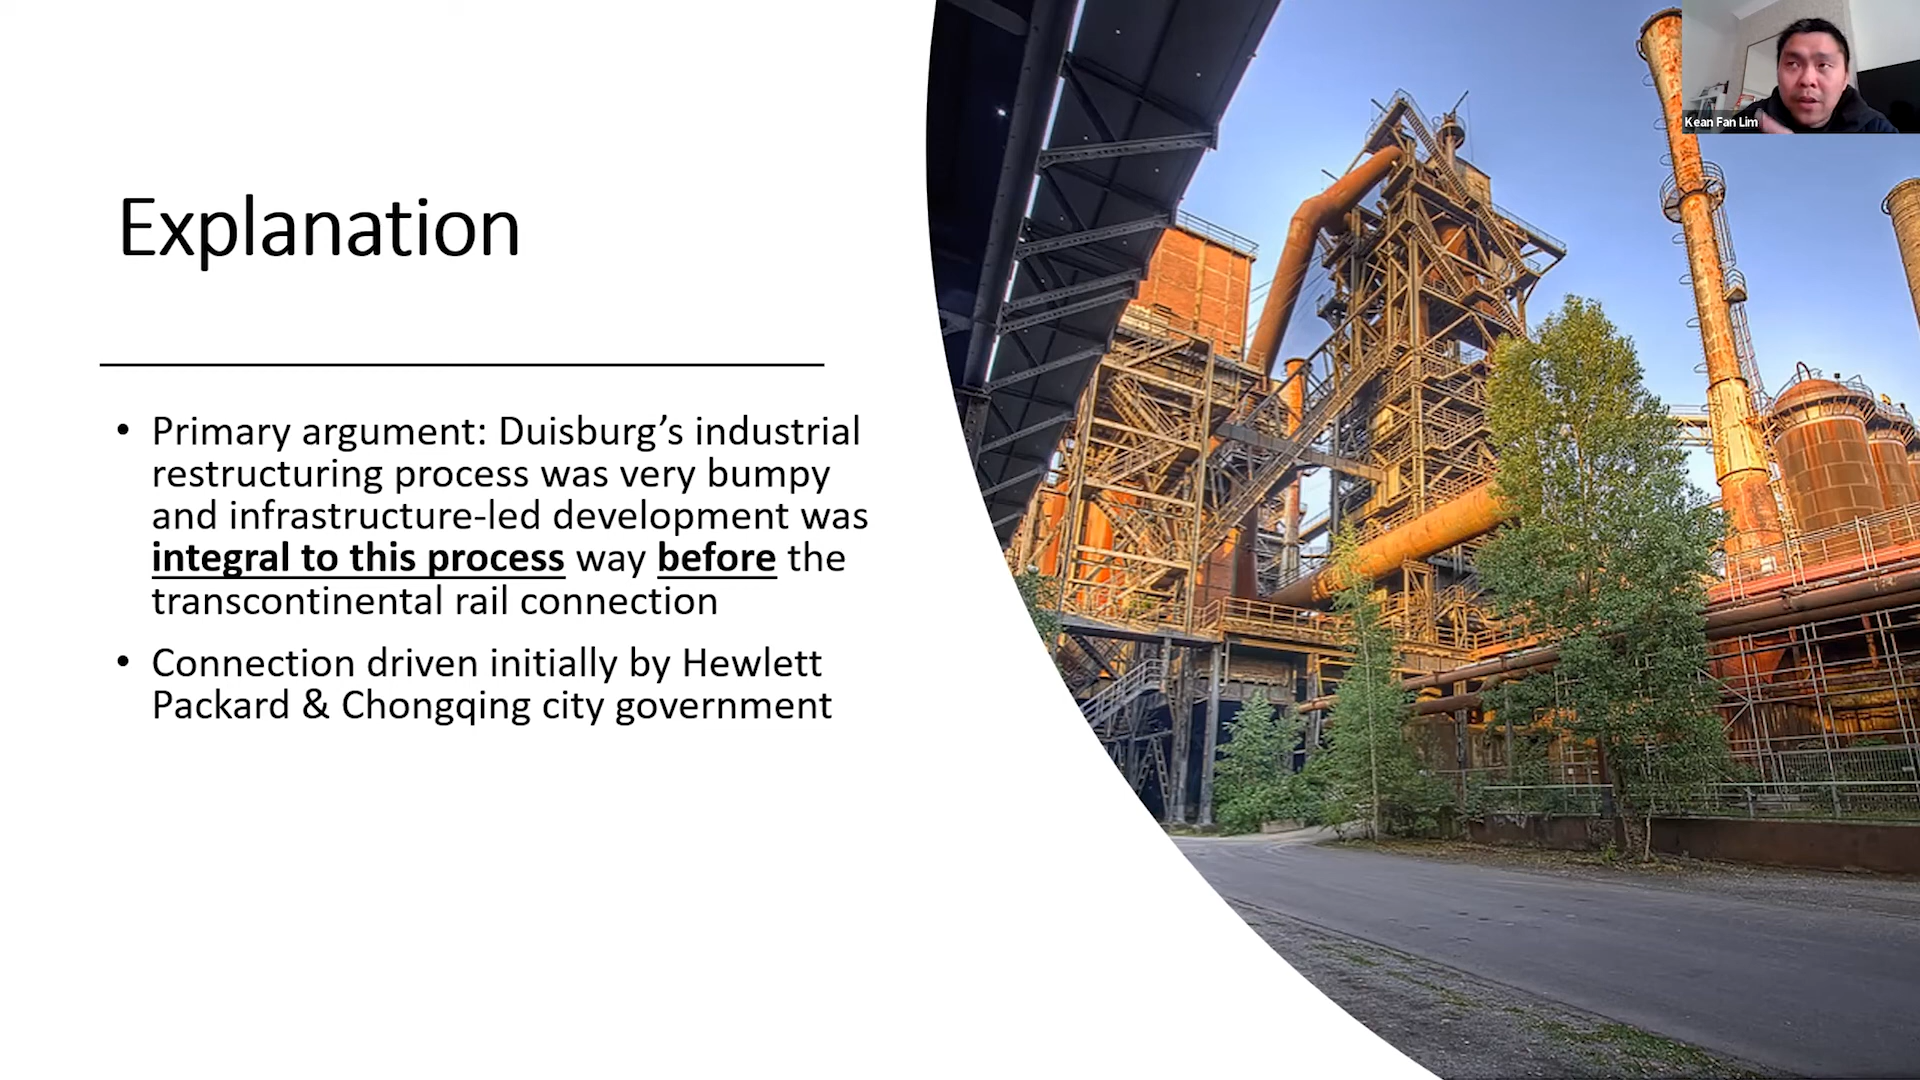 Kean Fan Lim
Explanation
• Primary argument: Duisburg’s industrial
restructuring process was very bumpy
and infrastructure-led development was
integral to this process way before the
transcontinental rail connection
• Connection driven initially by Hewlett
Packard & Chongqing city government